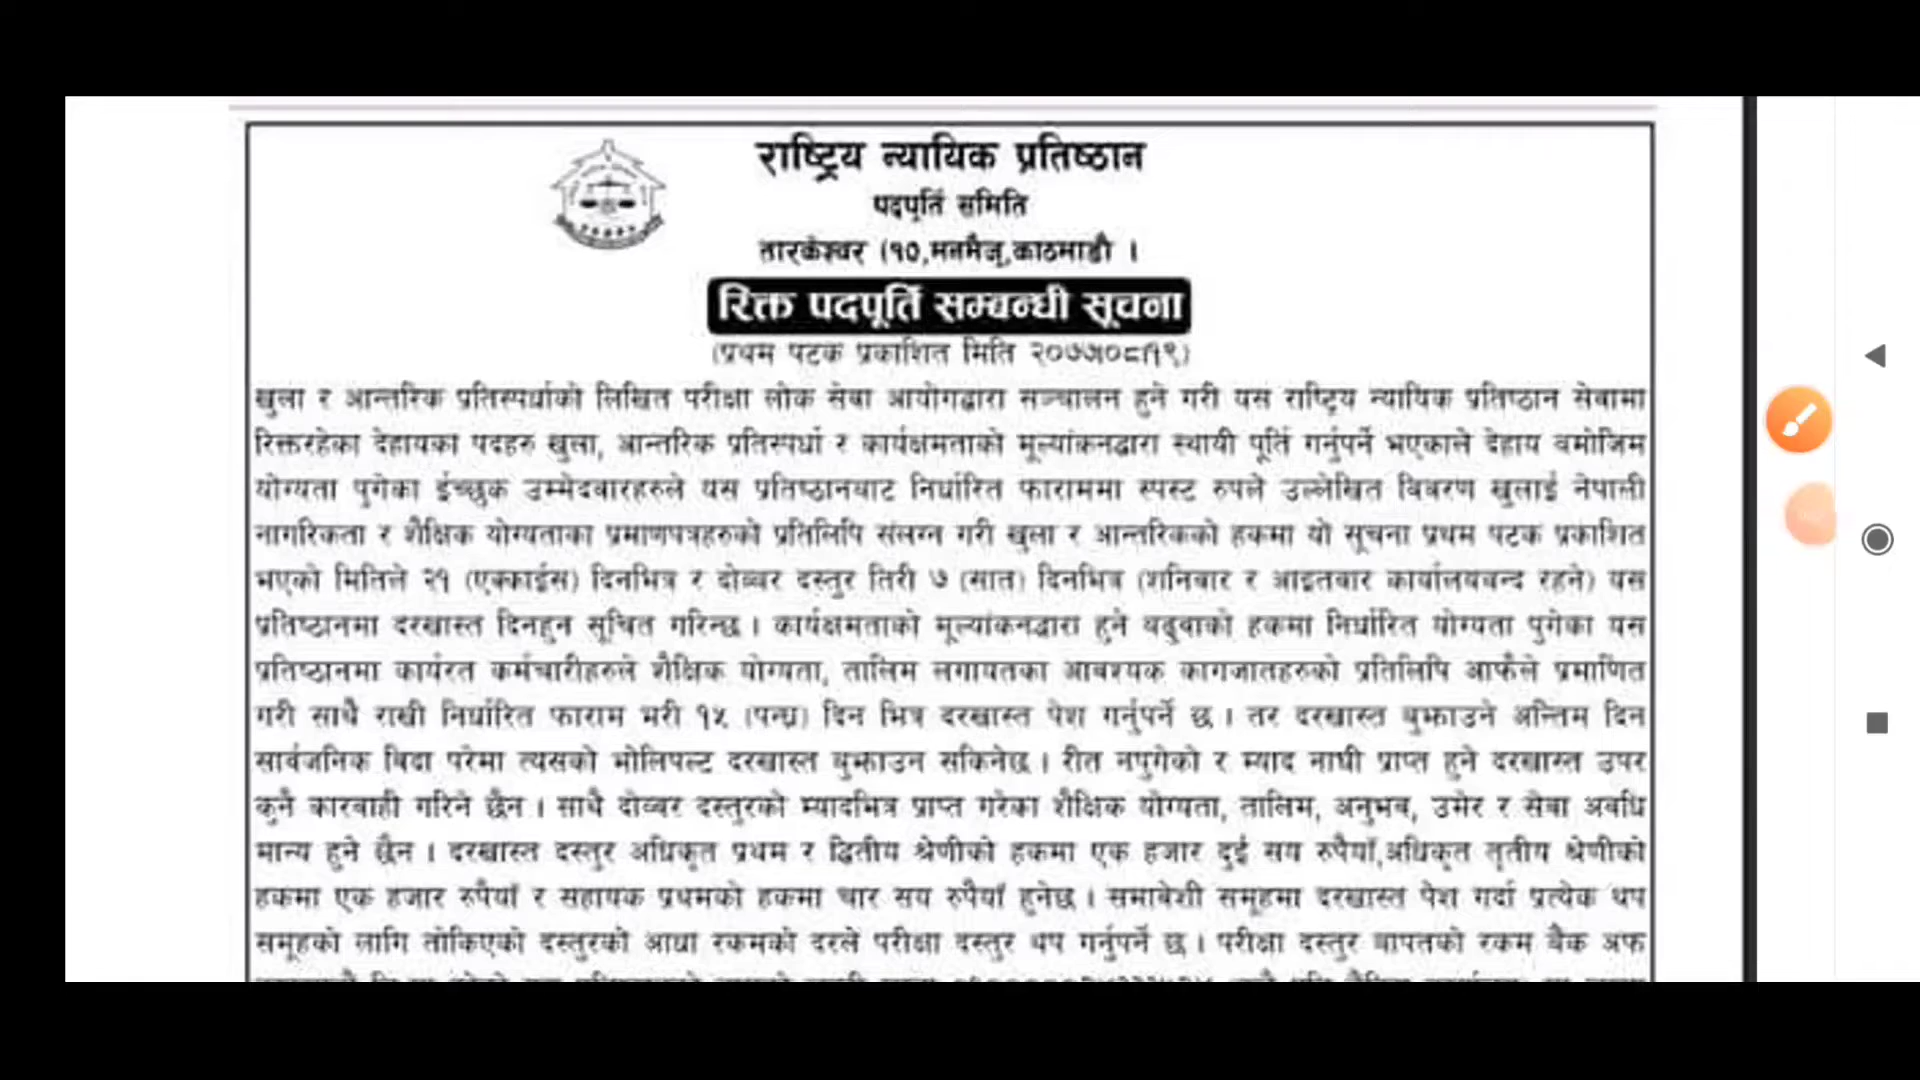 राष्ट्रिय न्यायिक प्रतिष्ठान
पदपूर्ति समिति
तारकेश्वर (१०,मनमैजु,काठमाडौ ।
रिक्त पदपूर्ति सम्बन्धी सूचना
(प्रथम पटक प्रकाशित मिति २०७७।०८।१९)
खुला र आन्तरिक प्रतिस्पर्धाको लिखित परीक्षा लोक सेवा आयोगद्वारा सञ्चालन हुने गरी यस राष्ट्रिय न्यायिक प्रतिष्ठान सेवामा
रिक्तरहेका देहायका पदहरु खुला, आन्तरिक प्रतिस्पर्धा र कार्यक्षमताको मूल्यांकनद्वारा स्थायी पूर्ति गर्नुपर्ने भएकाले देहाय बमोजिम
योग्यता पुगेका ईच्छुक उम्मेदवारहरुले यस प्रतिष्ठानबाट निर्धारित फाराममा स्पस्ट रुपले उल्लेखित विवरण खुलाई नेपाली
नागरिकता र शैक्षिक योग्यताका प्रमाणपत्रहरुको प्रतिलिपि संलग्न गरी खुला र आन्तरिकको हकमा यो सूचना प्रथम पटक प्रकाशित
भएको मितिले २१ (एक्काईस) दिनभित्र र दोब्बर दस्तुर तिरी ७ (सात) दिनभित्र (शनिबार र आइतबार कार्यालयबन्द रहने) यस
प्रतिष्ठानमा दरखास्त दिनहुन सूचित गरिन्छ । कार्यक्षमताको मूल्यांकनद्वारा हुने बढुवाको हकमा निर्धारित योग्यता पुगेका यस
प्रतिष्ठानमा कार्यरत कर्मचारीहरुले शैक्षिक योग्यता, तालिम लगायतका आवश्यक कागजातहरुको प्रतिलिपि आफैले प्रमाणित
गरी साथै राखी निर्धारित फाराम भरी १५ (पन्ध्र) दिन भित्र दरखास्त पेश गर्नुपर्ने छ । तर दरखास्त बुझाउने अन्तिम दिन
सार्वजनिक बिदा परेमा त्यसको भोलिपल्ट दरखास्त बुझाउन सकिनेछ । रीत नपुगेको र म्याद नाघी प्राप्त हुने दरखास्त उपर
कुनै कारबाही गरिने छैन । साथै दोब्बर दस्तुरको म्यादभित्र प्राप्त गरेका शैक्षिक योग्यता, तालिम, अनुभव, उमेर र सेवा अवधि
मान्य हुने छैन । दरखास्त दस्तुर अधिकृत प्रथम र द्वितीय श्रेणीको हकमा एक हजार दुई सय रुपैयाँ,अधिकृत तृतीय श्रेणीको
हकमा एक हजार रुपैयाँ र सहायक प्रथमको हकमा चार सय रुपैयाँ हुनेछ । समावेशी समूहमा दरखास्त पेश गर्दा प्रत्येक थप
समूहको लागि तोकिएको दस्तुरको आधा रकमको दरले परीक्षा दस्तुर थप गर्नुपर्ने छ । परीक्षा दस्तुर बापतको रकम बैंक अफ